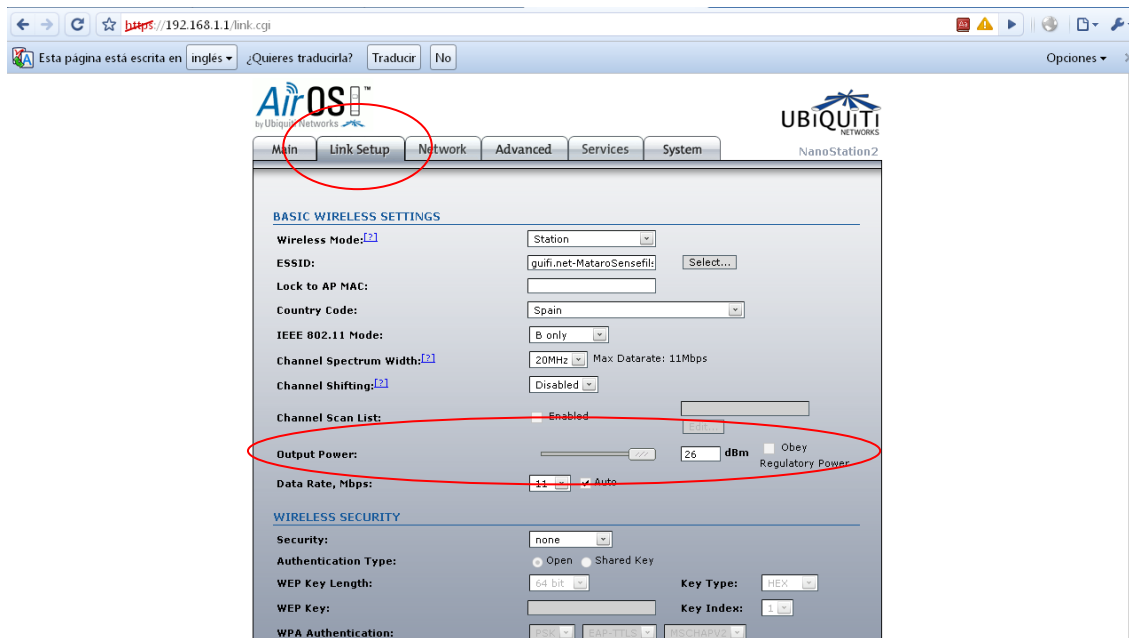 https://192.168.1.1/link.cgi
Esta página está escrita en inglés ¿Quieres traducirla? Traducir No Opciones
AirOS™
by Ubiquiti Networks
UBiQUiTi
NETWORKS
Main Link Setup Network Advanced Services System NanoStation2
BASIC WIRELESS SETTINGS
Wireless Mode:[?] Station
ESSID: guifi.net-MataroSensefils Select...
Lock to AP MAC:
Country Code: Spain
IEEE 802.11 Mode: B only
Channel Spectrum Width:[?] 20MHz Max Datarate: 11Mbps
Channel Shifting:[?] Disabled
Channel Scan List: Enabled
Edit...
Output Power: 26 dBm Obey
Regulatory Power
Data Rate, Mbps: 11 Auto
WIRELESS SECURITY
Security: none
Authentication Type: Open Shared Key
WEP Key Length: 64 bit Key Type: HEX
WEP Key: Key Index: 1
WPA Authentication: PSK EAP-TTLS MSCHAPV2